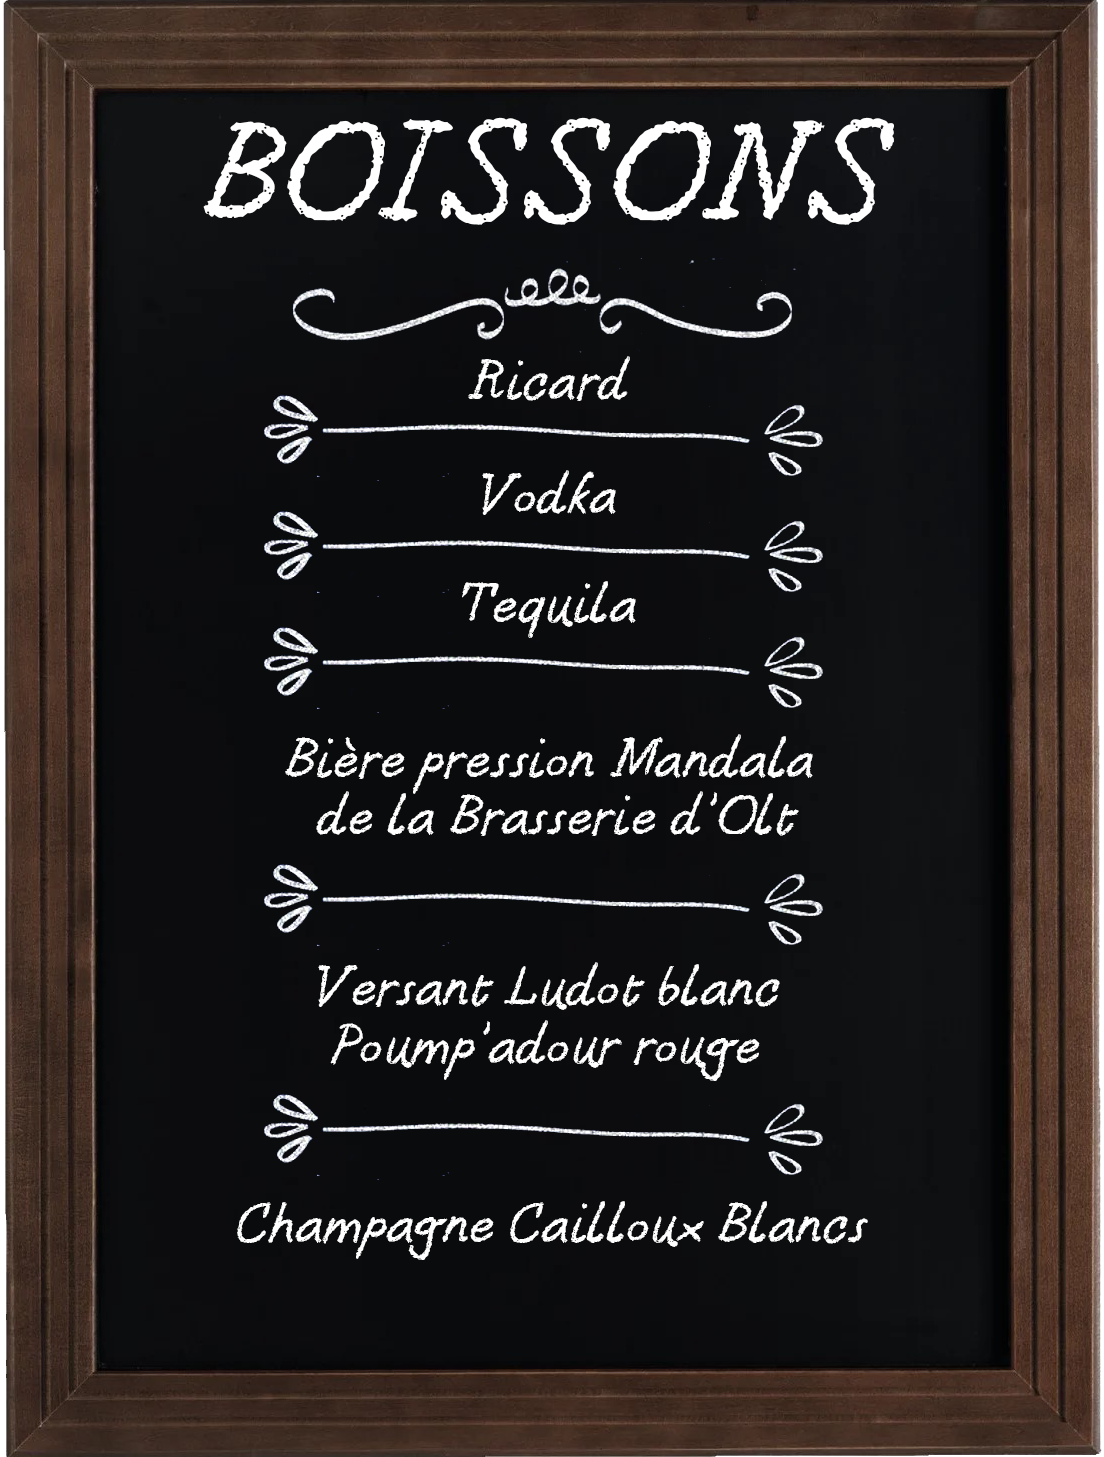 BOISSONS
Ricard
Vodka
Tequila
Bière pression Mandala
de la Brasserie d'Olt
Versant Ludot blanc
Poump'adour rouge
Champagne Cailloux Blancs